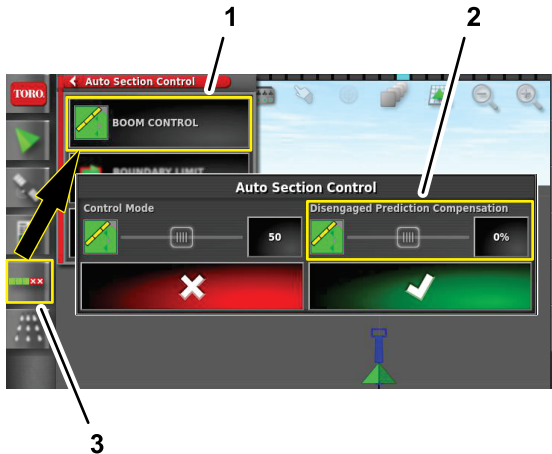 1
2
TORO
Auto Section Control
BOOM CONTROL
BOUNDARY LIMIT
Auto Section Control
Control Mode
50
Disengaged Prediction Compensation
0%
3